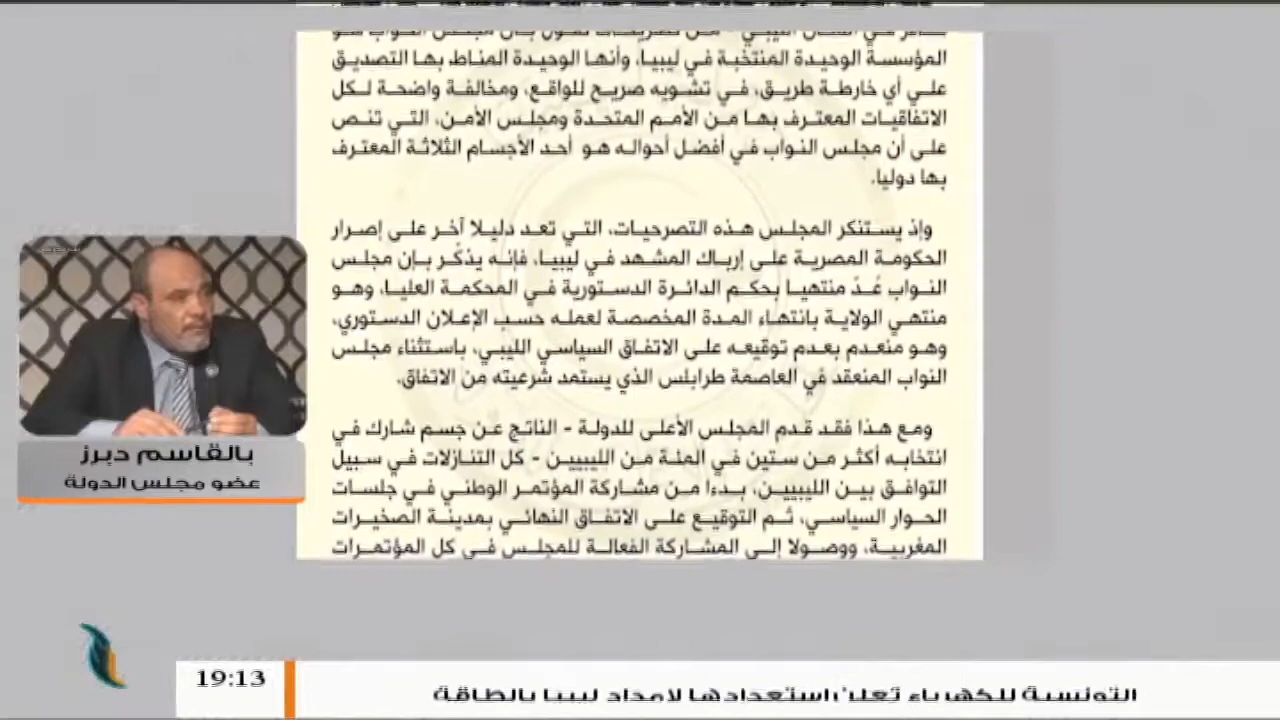 المؤسسة الوحيدة المنتخبة في ليبيا، وأنها الوحيدة المناط بها التصديق
على أي خارطة طريق، في تشويه صريح للواقع، ومخالفة واضحة لكل
الاتفاقيات المعترف بها من الأمم المتحدة ومجلس الأمن، التي تنص
على أن مجلس النواب في أفضل أحواله هو أحد الأجسام الثلاثة المعترف
بها دوليا.
وإذ يستنكر المجلس هذه التصرحيات، التي تعد دليلا آخر على إصرار
الحكومة المصرية على إرباك المشهد في ليبيا، فإنه يذكّر بإن مجلس
النواب عُدّ منتهيا بحكم الدائرة الدستورية في المحكمة العليا، وهو
منتهي الولاية بانتهاء المدة المخصصة لعمله حسب الإعلان الدستوري،
وهو منعدم بعدم توقيعه على الاتفاق السياسي الليبي، باستثناء مجلس
النواب المنعقد في العاصمة طرابلس الذي يستمد شرعيته من الاتفاق.
ومع هذا فقد قدم المجلس الأعلى للدولة - الناتج عن جسم شارك في
انتخابه أكثر من ستين في المئة من الليبيين - كل التنازلات في سبيل
التوافق بين الليبيين، بدءا من مشاركة المؤتمر الوطني في جلسات
الحوار السياسي، ثم التوقيع على الاتفاق النهائي بمدينة الصخيرات
المغربية، ووصولا إلى المشاركة الفعالة للمجلس في كل المؤتمرات
بالقاسم دبرز
عضو مجلس الدولة
19:13
التونسية للكهرباء تعلن استعدادها لإمداد ليبيا بالطاقة